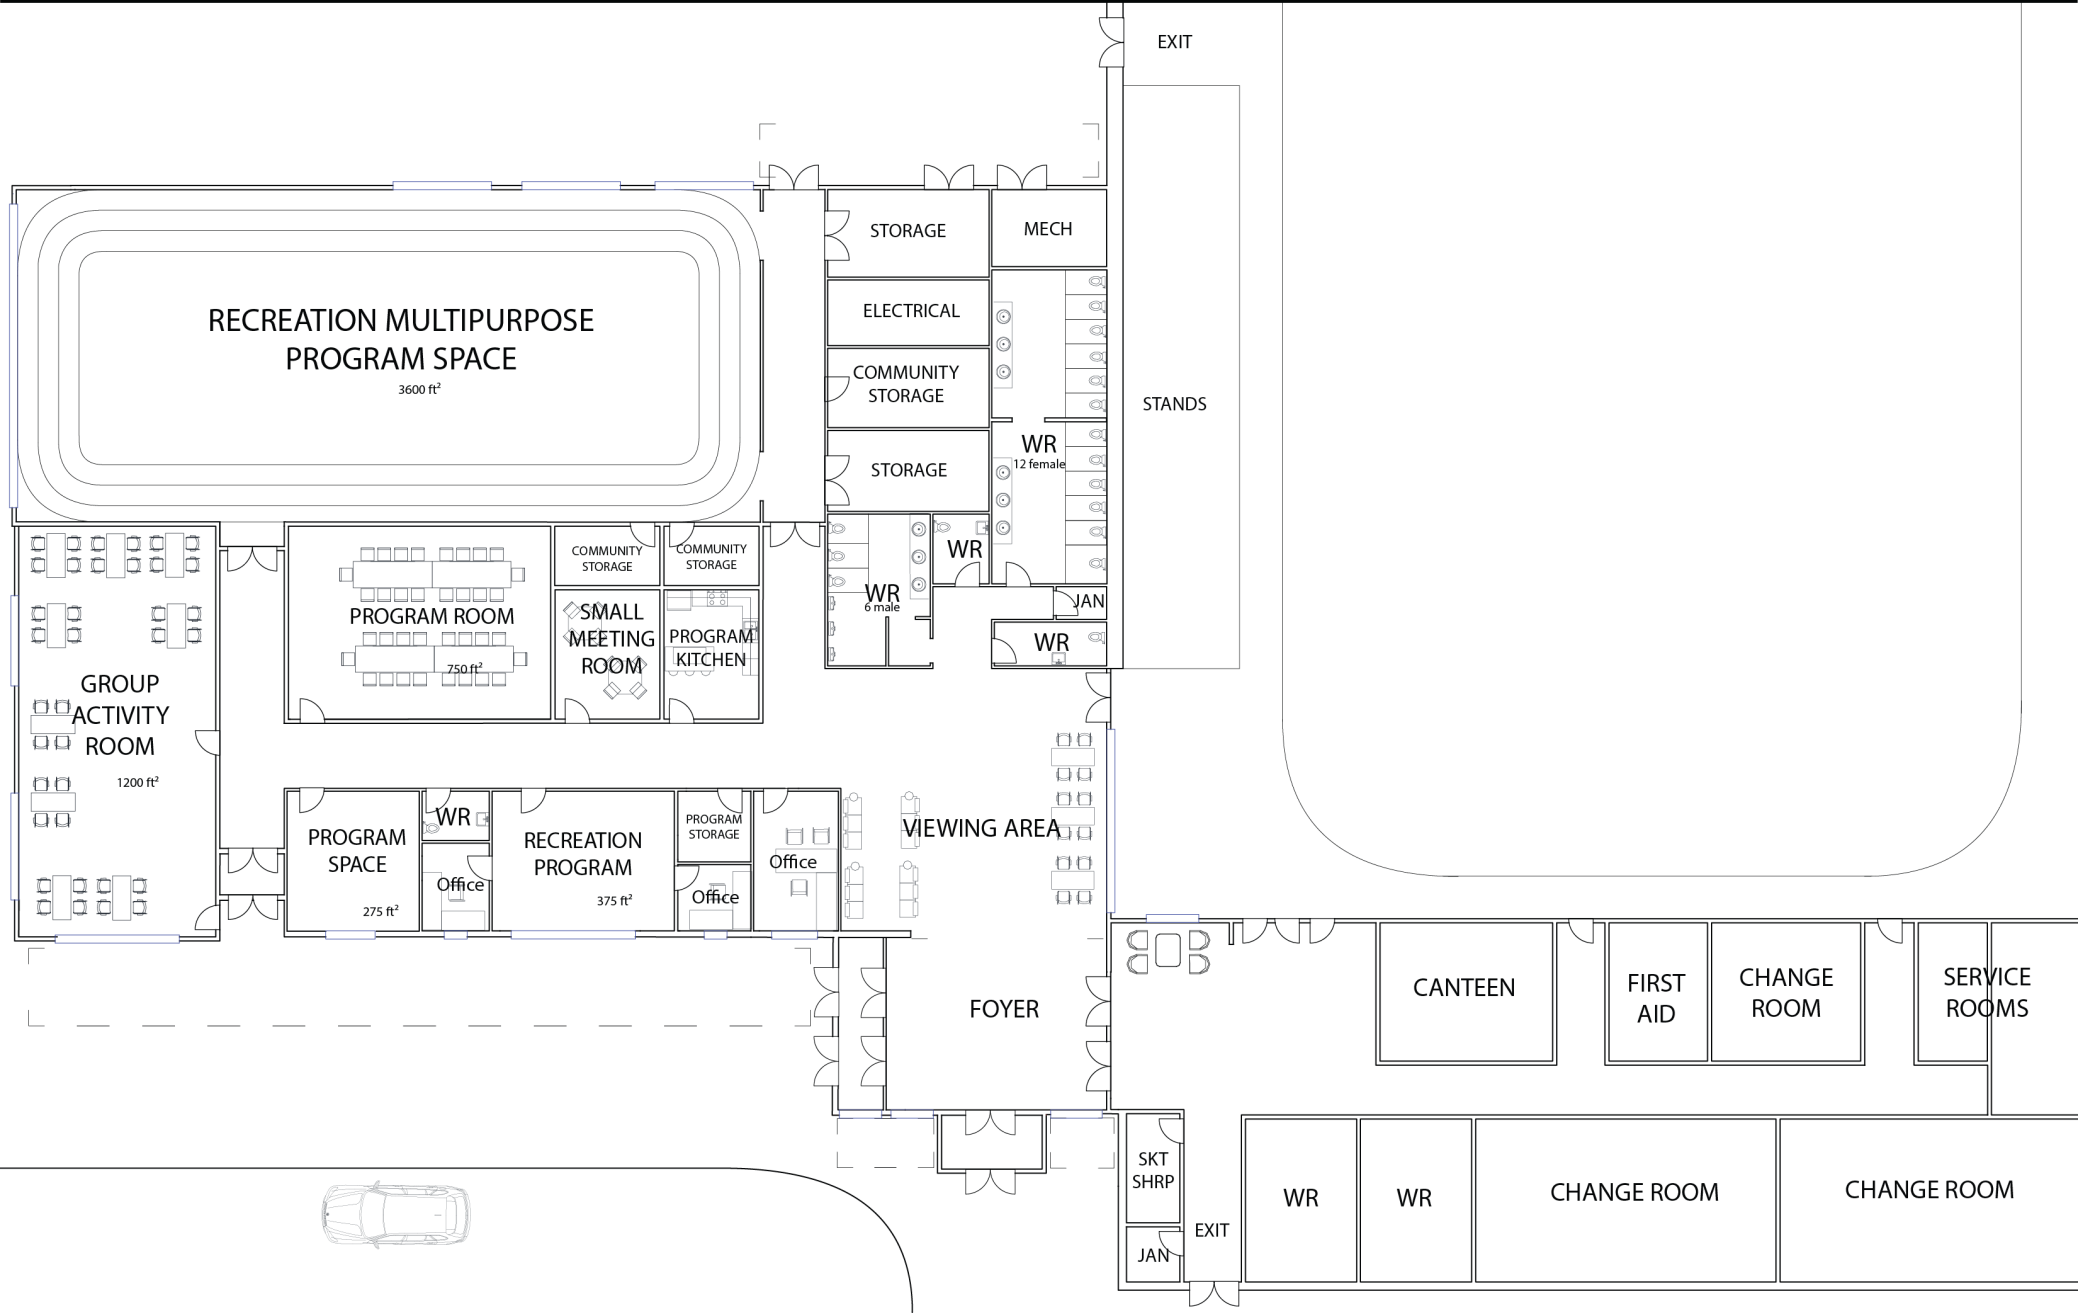 EXIT
STORAGE
MECH
ELECTRICAL
RECREATION MULTIPURPOSE
PROGRAM SPACE
3600 ft²
COMMUNITY
STORAGE
STANDS
WR
12 female
STORAGE
COMMUNITY
STORAGE
COMMUNITY
STORAGE
WR
WR
6 male
JAN
PROGRAM ROOM
750 ft²
SMALL
MEETING
ROOM
PROGRAM
KITCHEN
WR
GROUP
ACTIVITY
ROOM
1200 ft²
PROGRAM
SPACE
275 ft²
WR
Office
RECREATION
PROGRAM
375 ft²
PROGRAM
STORAGE
Office
Office
VIEWING AREA
FOYER
CANTEEN
FIRST
AID
CHANGE
ROOM
SERVICE
ROOMS
SKT
SHRP
JAN
EXIT
WR
WR
CHANGE ROOM
CHANGE ROOM